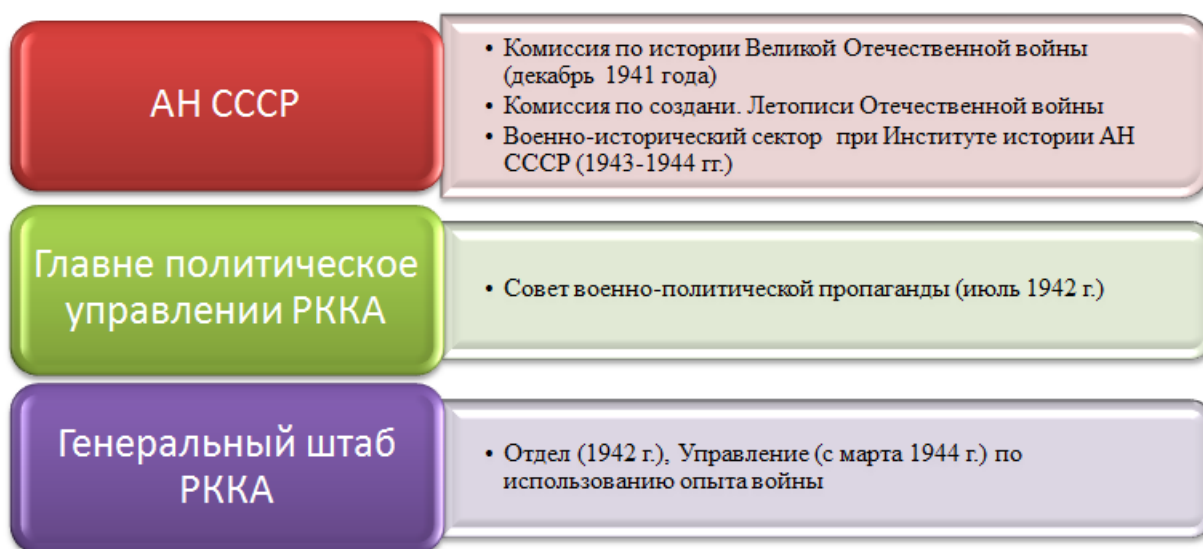 АН СССР
• Комиссия по истории Великой Отечественной войны
(декабрь 1941 года)
• Комиссия по создани. Летописи Отечественной войны
• Военно-исторический сектор при Институте истории АН
СССР (1943-1944 гг.)
Главне политическое
управлении РККА
• Совет военно-политической пропаганды (июль 1942 г.)
Генеральный штаб
РККА
• Отдел (1942 г.), Управление (с марта 1944 г.) по
использованию опыта войны